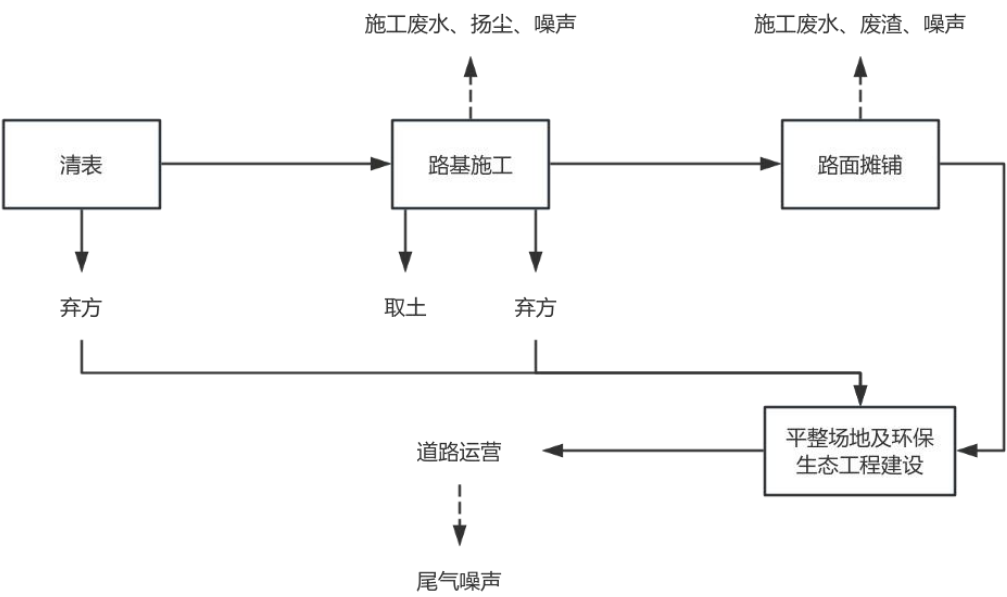 施工废水、扬尘、噪声
施工废水、废渣、噪声
清表
路基施工
路面摊铺
弃方
取土
弃方
平整场地及环保
生态工程建设
道路运营
尾气噪声